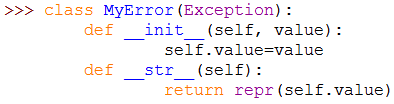 >>> class MyError(Exception):
        def __init__(self, value):
                self.value=value
        def __str__(self):
                return repr(self.value)